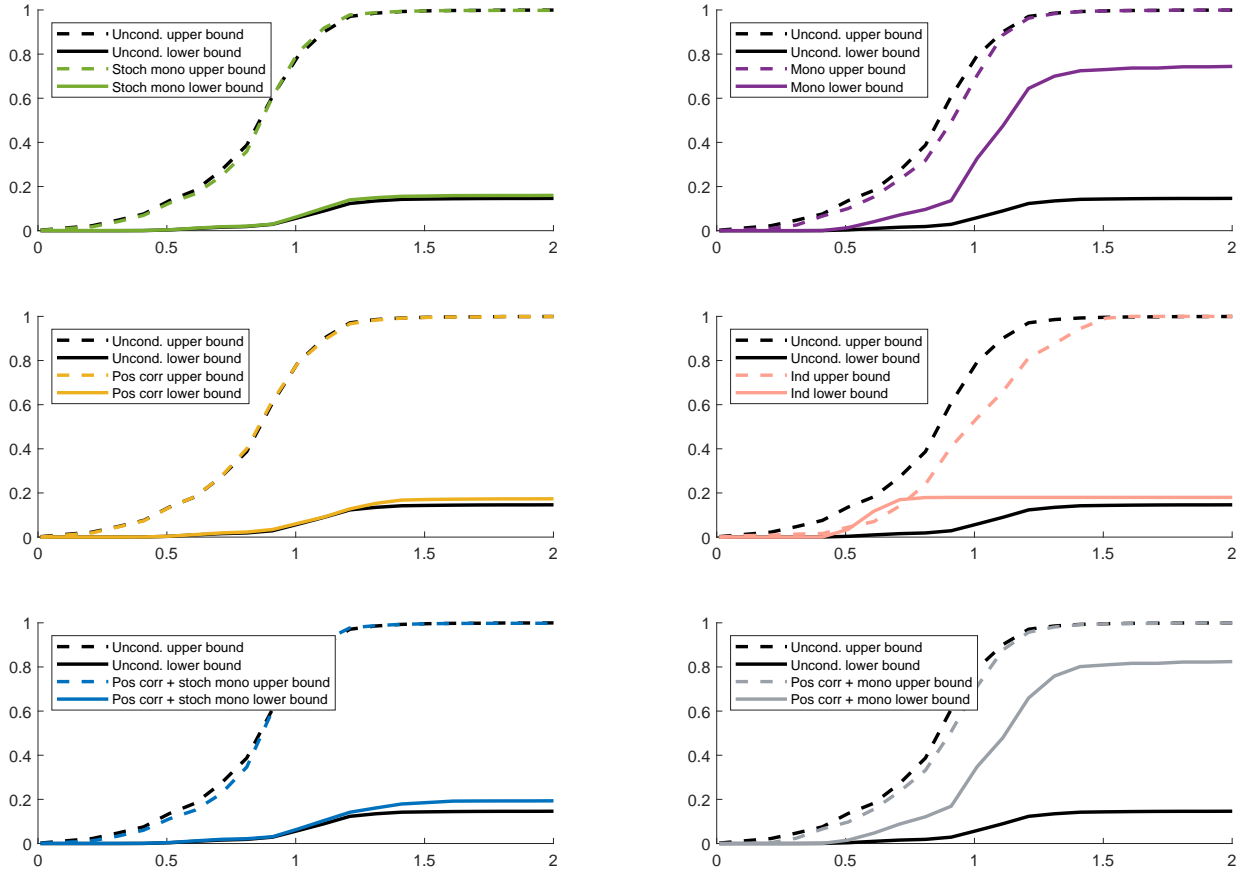 1
0.8
0.6
0.4
0.2
0
Uncond. upper bound
Uncond. lower bound
Stoch mono upper bound
Stoch mono lower bound
0 0.5 1 1.5 2
1
0.8
0.6
0.4
0.2
0
Uncond. upper bound
Uncond. lower bound
Mono upper bound
Mono lower bound
0 0.5 1 1.5 2
1
0.8
0.6
0.4
0.2
0
Uncond. upper bound
Uncond. lower bound
Pos corr upper bound
Pos corr lower bound
0 0.5 1 1.5 2
1
0.8
0.6
0.4
0.2
0
Uncond. upper bound
Uncond. lower bound
Ind upper bound
Ind lower bound
0 0.5 1 1.5 2
1
0.8
0.6
0.4
0.2
0
Uncond. upper bound
Uncond. lower bound
Pos corr + stoch mono upper bound
Pos corr + stoch mono lower bound
0 0.5 1 1.5 2
1
0.8
0.6
0.4
0.2
0
Uncond. upper bound
Uncond. lower bound
Pos corr + mono upper bound
Pos corr + mono lower bound
0 0.5 1 1.5 2